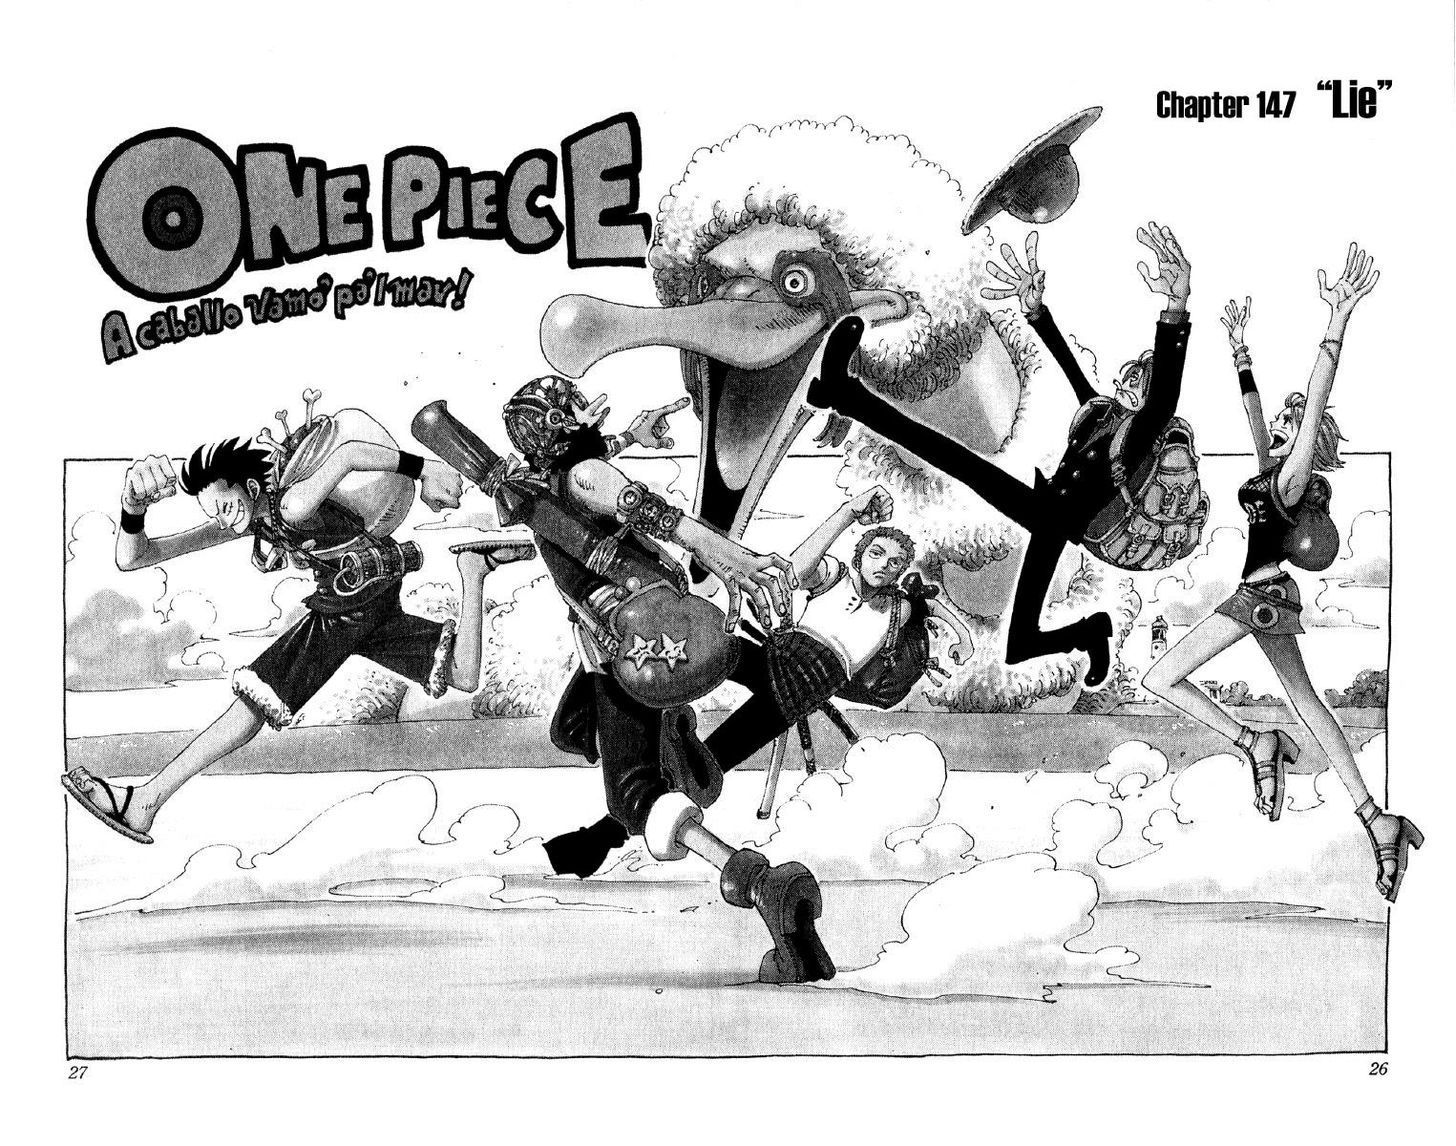 Chapter 147 “Lie”
ONE PIECE
A caballo Vamo' pa'l mar!
27
26